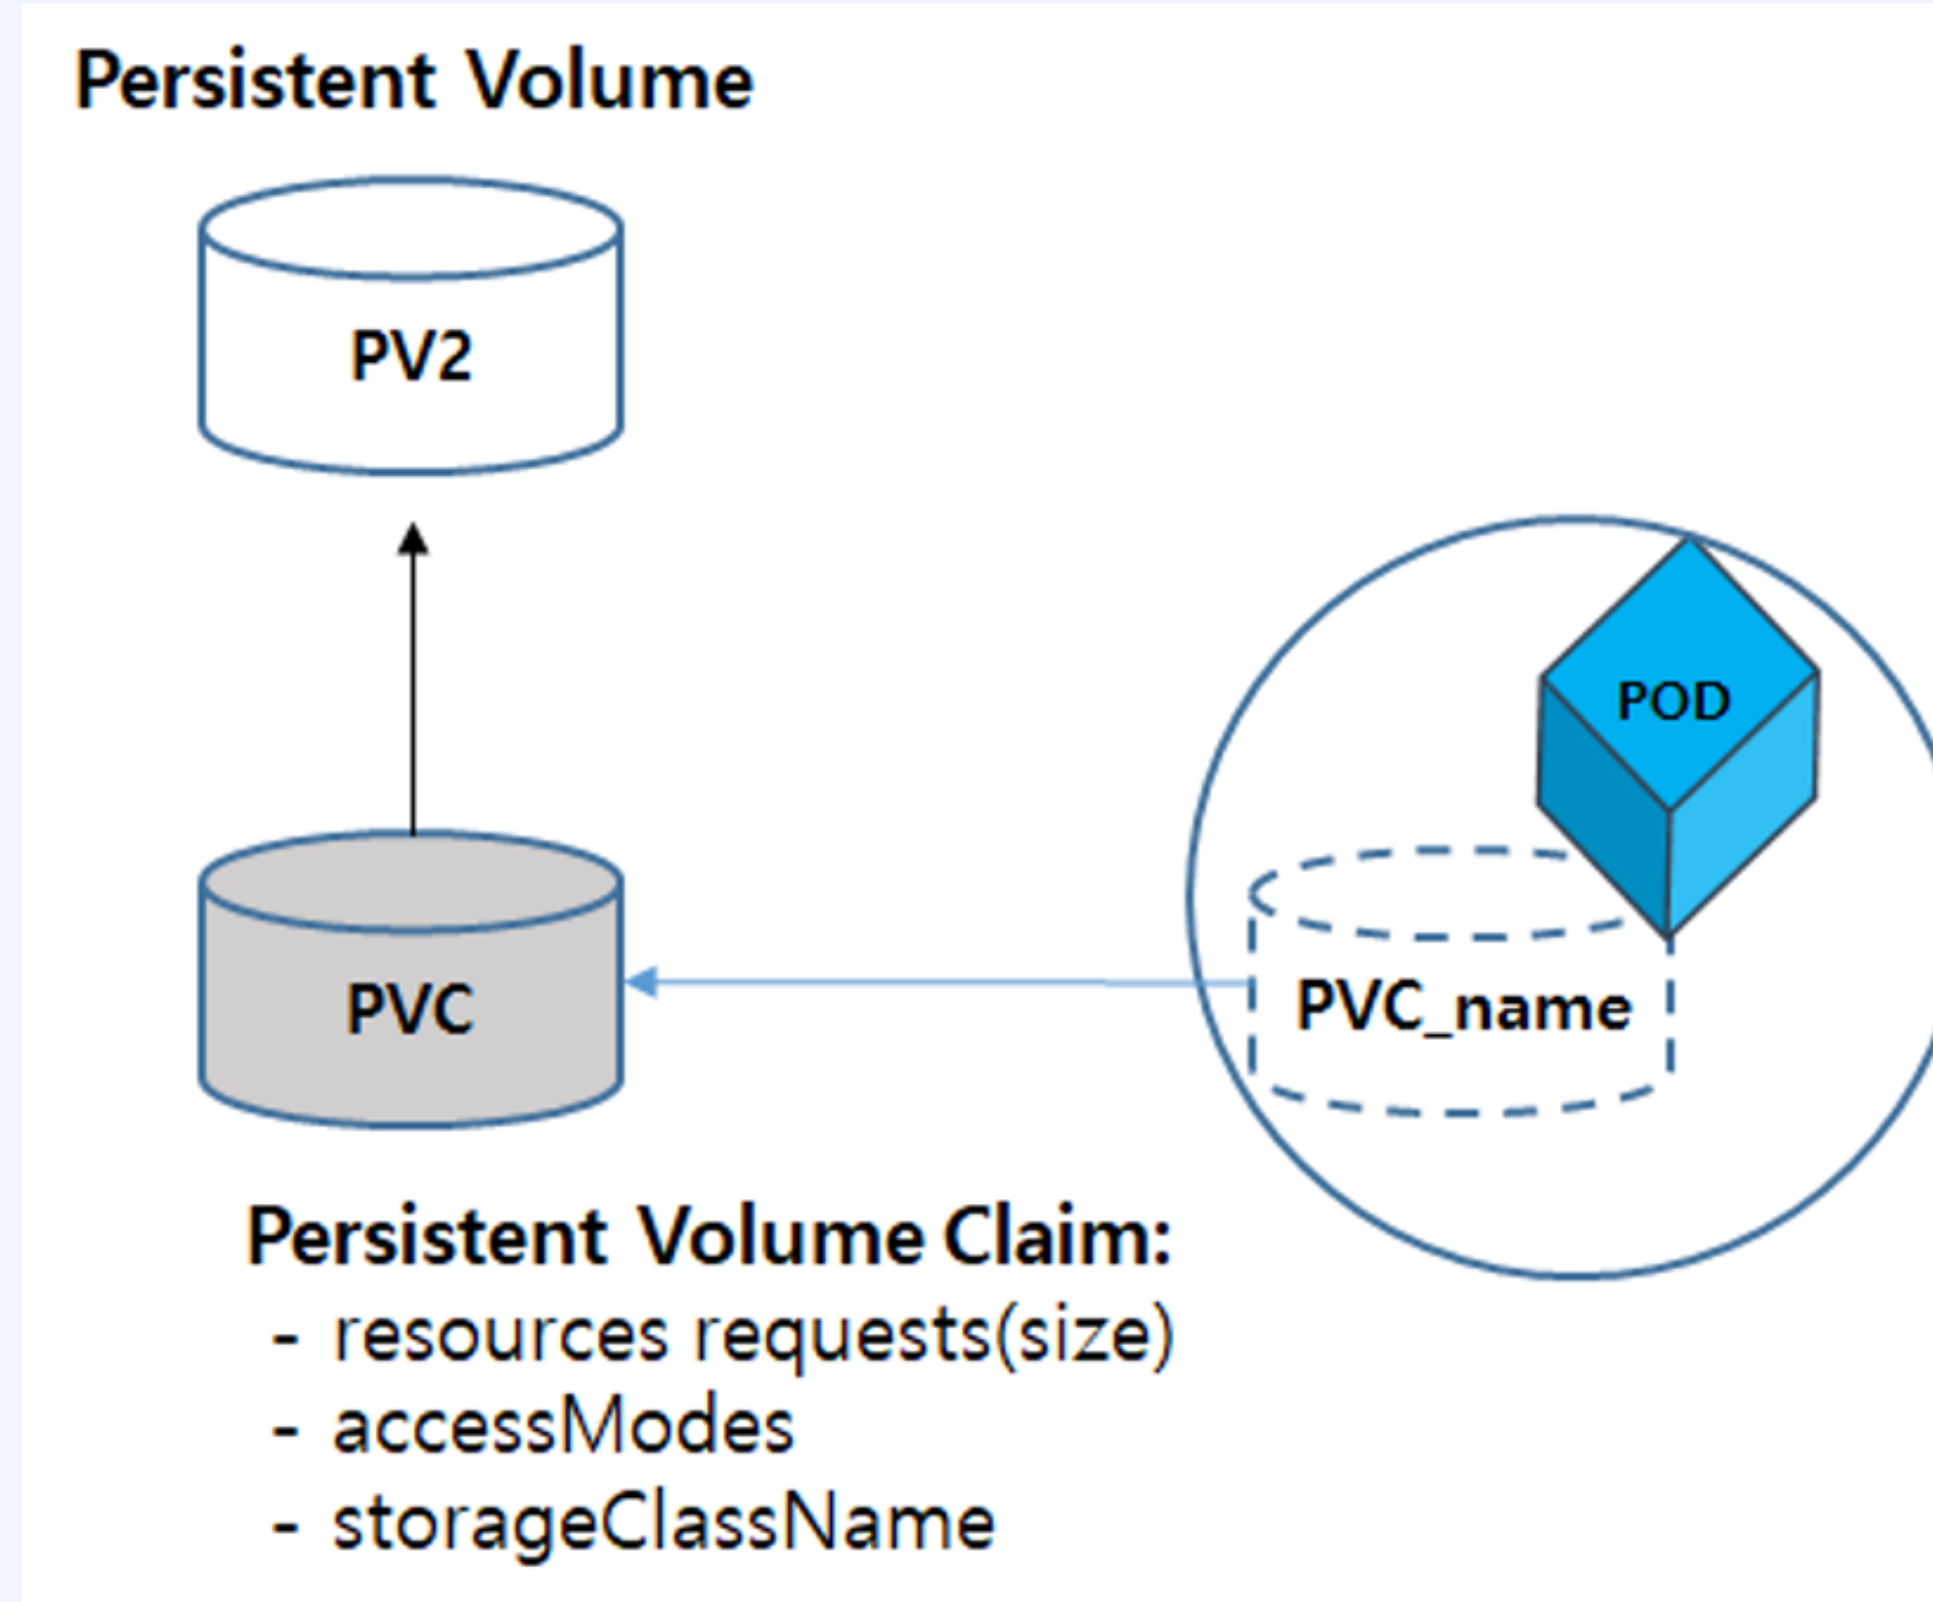 Persistent Volume
PV2
POD
PVC
PVC_name
Persistent Volume Claim:
- resources requests(size)
- accessModes
- storageClassName